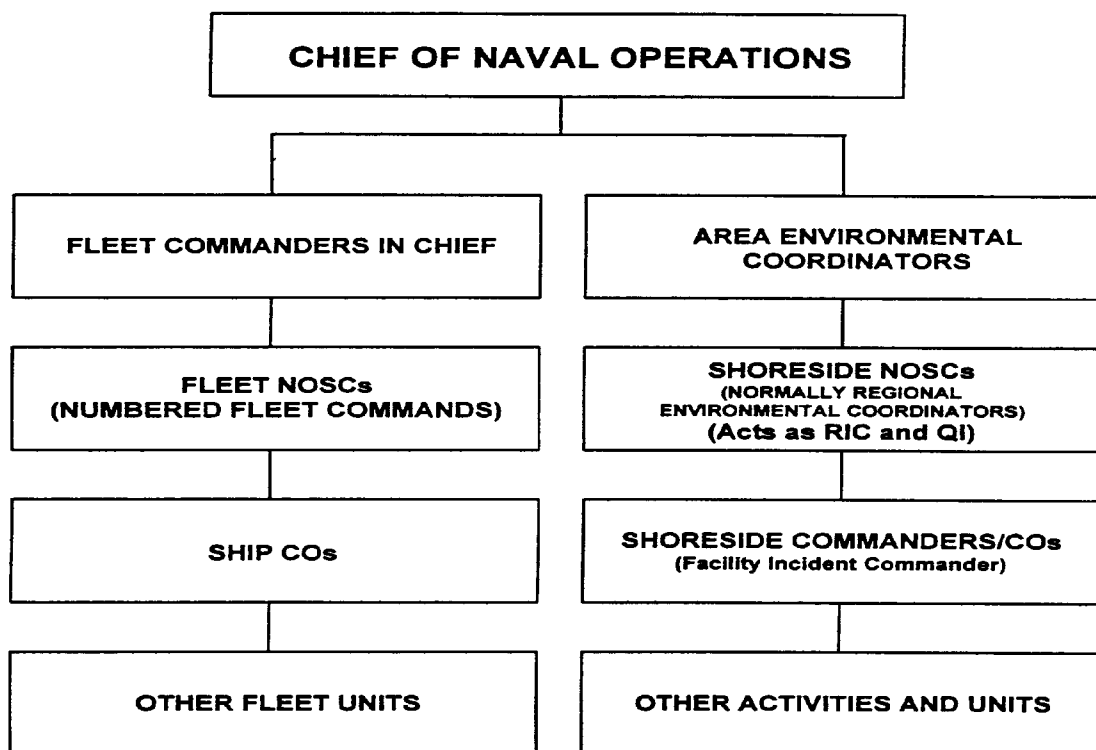 CHIEF OF NAVAL OPERATIONS
FLEET COMMANDERS IN CHIEF
AREA ENVIRONMENTAL
COORDINATORS
FLEET NOSCs
(NUMBERED FLEET COMMANDS)
SHORESIDE NOSCs
(NORMALLY REGIONAL
ENVIRONMENTAL COORDINATORS)
(Acts as RIC and QI)
SHIP COs
SHORESIDE COMMANDERS/COs
(Facility Incident Commander)
OTHER FLEET UNITS
OTHER ACTIVITIES AND UNITS